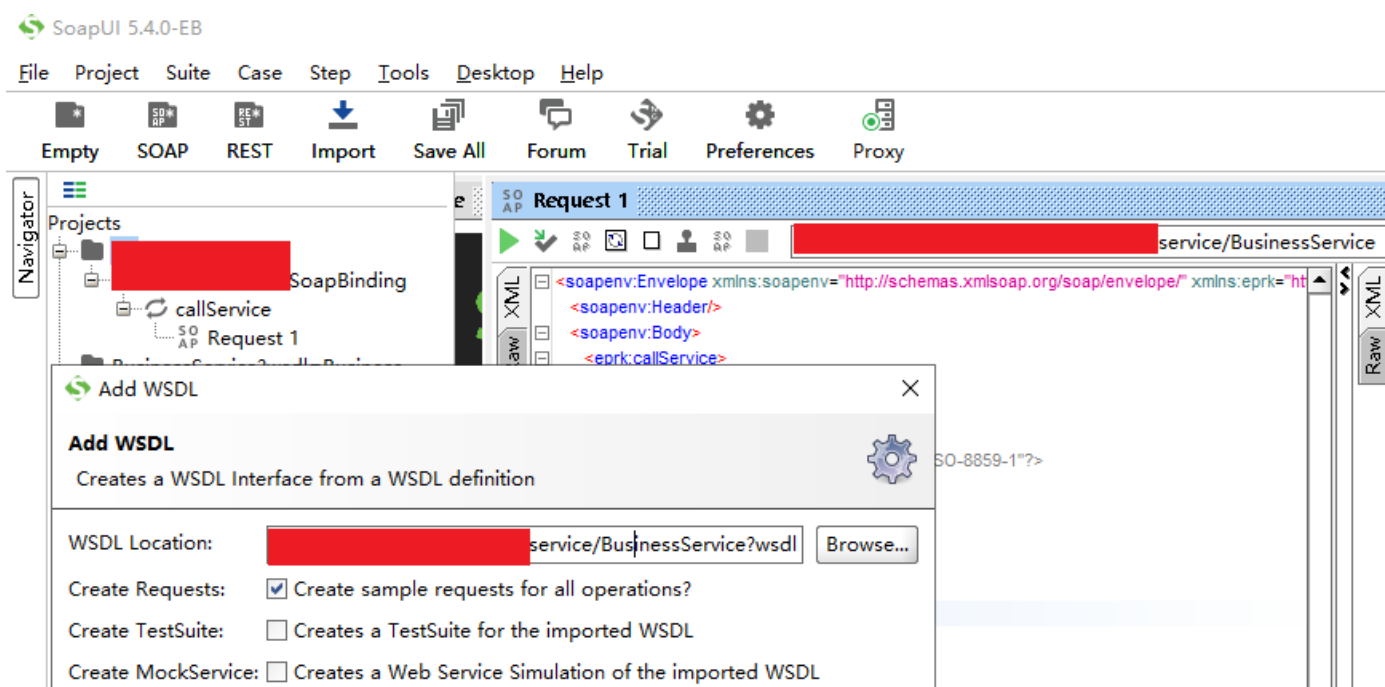 SoapUI 5.4.0-EB
File Project Suite Case Step Tools Desktop Help
Empty SOAP REST Import Save All Forum Trial Preferences Proxy
Navigator
Projects
SoapBinding
callService
Request 1
e
Request 1
service/BusinessService
XML
Raw
<soapenv:Envelope xmlns:soapenv="http://schemas.xmlsoap.org/soap/envelope/" xmlns:eprk="ht
<soapenv:Header/>
<soapenv:Body>
<eprk:callService>
SO-8859-1"?>
XML
Raw
Add WSDL
Add WSDL
Creates a WSDL Interface from a WSDL definition
WSDL Location: service/BusinessService?wsdl Browse...
Create Requests: Create sample requests for all operations?
Create TestSuite: Creates a TestSuite for the imported WSDL
Create MockService: Creates a Web Service Simulation of the imported WSDL